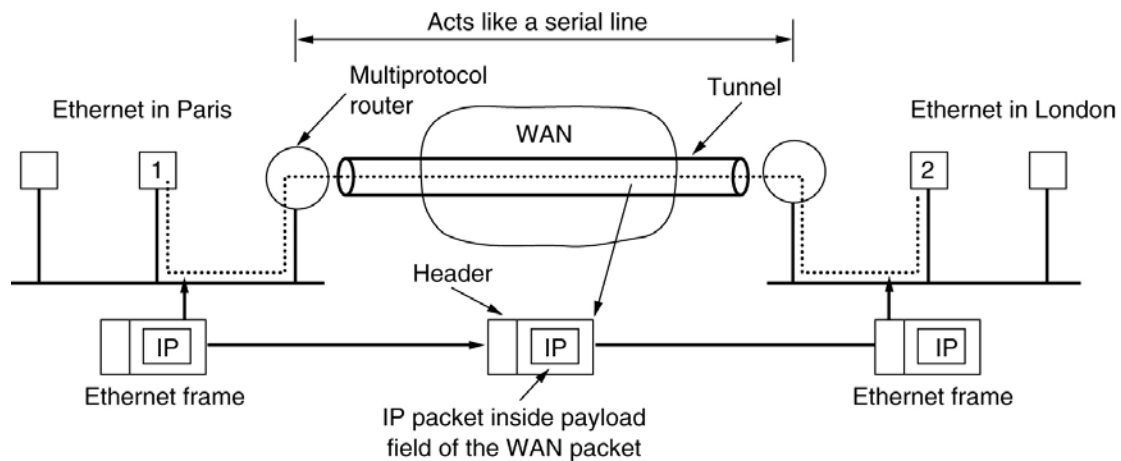 Acts like a serial line
Multiprotocol
router
Tunnel
Ethernet in Paris
Ethernet in London
WAN
1
2
Header
IP
IP
IP
Ethernet frame
Ethernet frame
IP packet inside payload
field of the WAN packet